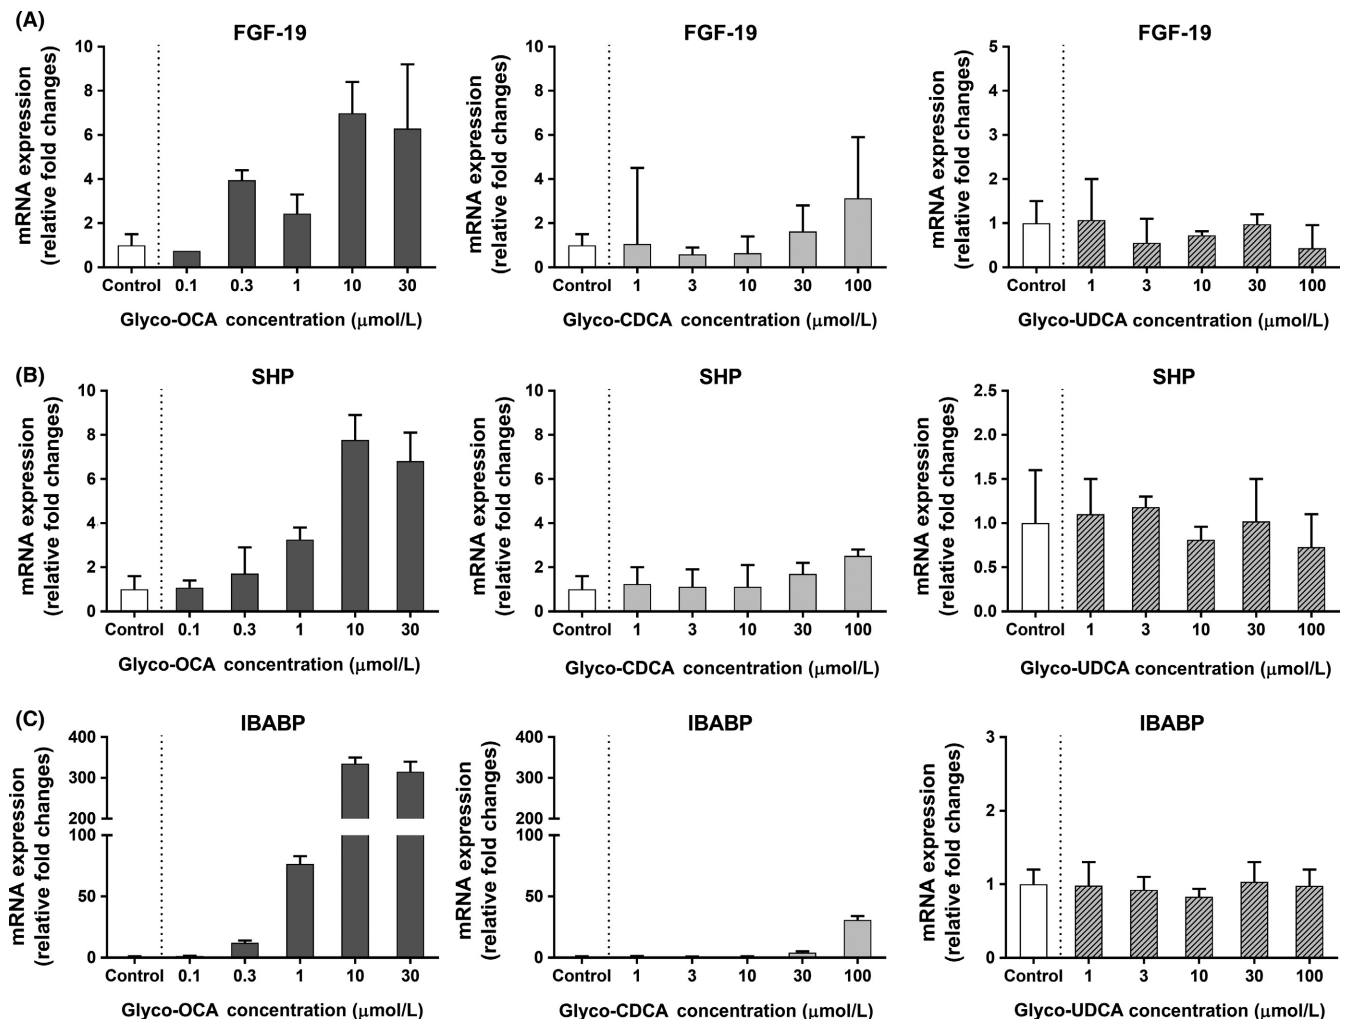 (A)
FGF-19
mRNA expression
(relative fold changes)
10
8
6
4
2
0
Control 0.1 0.3 1 10 30
Glyco-OCA concentration (μmol/L)
FGF-19
mRNA expression
(relative fold changes)
10
8
6
4
2
0
Control 1 3 10 30 100
Glyco-CDCA concentration (μmol/L)
FGF-19
mRNA expression
(relative fold changes)
5
4
3
2
1
0
Control 1 3 10 30 100
Glyco-UDCA concentration (μmol/L)
(B)
SHP
mRNA expression
(relative fold changes)
10
8
6
4
2
0
Control 0.1 0.3 1 10 30
Glyco-OCA concentration (μmol/L)
SHP
mRNA expression
(relative fold changes)
10
8
6
4
2
0
Control 1 3 10 30 100
Glyco-CDCA concentration (μmol/L)
SHP
mRNA expression
(relative fold changes)
2.5
2.0
1.5
1.0
0.5
0.0
Control 1 3 10 30 100
Glyco-UDCA concentration (μmol/L)
(C)
IBABP
mRNA expression
(relative fold changes)
400
300
200
100
50
0
Control 0.1 0.3 1 10 30
Glyco-OCA concentration (μmol/L)
IBABP
mRNA expression
(relative fold changes)
400
300
200
100
50
0
Control 1 3 10 30 100
Glyco-CDCA concentration (μmol/L)
IBABP
mRNA expression
(relative fold changes)
3
2
1
0
Control 1 3 10 30 100
Glyco-UDCA concentration (μmol/L)